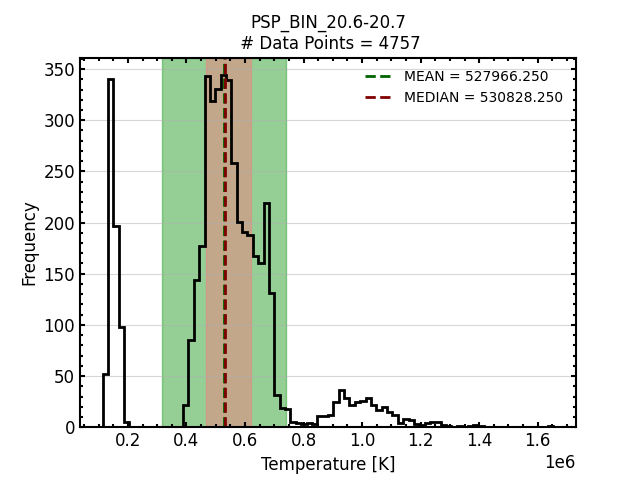 PSP_BIN_20.6-20.7
# Data Points = 4757
MEAN = 527966.250
MEDIAN = 530828.250
Frequency
350
300
250
200
150
100
50
0
0.2 0.4 0.6 0.8 1.0 1.2 1.4 1.6
1e6
Temperature [K]